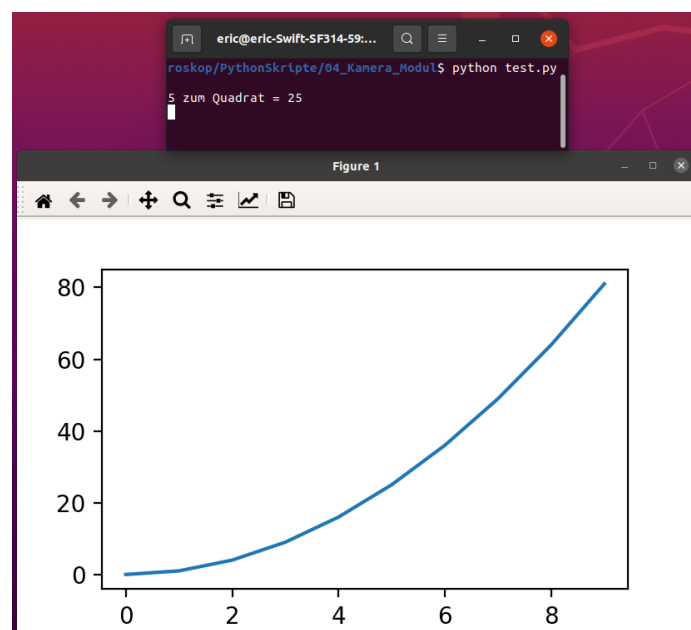 eric@eric-Swift-SF314-59:...
roskop/PythonSkripte/04_Kamera_Modul$ python test.py
5 zum Quadrat = 25
Figure 1
80
60
40
20
0
0 2 4 6 8